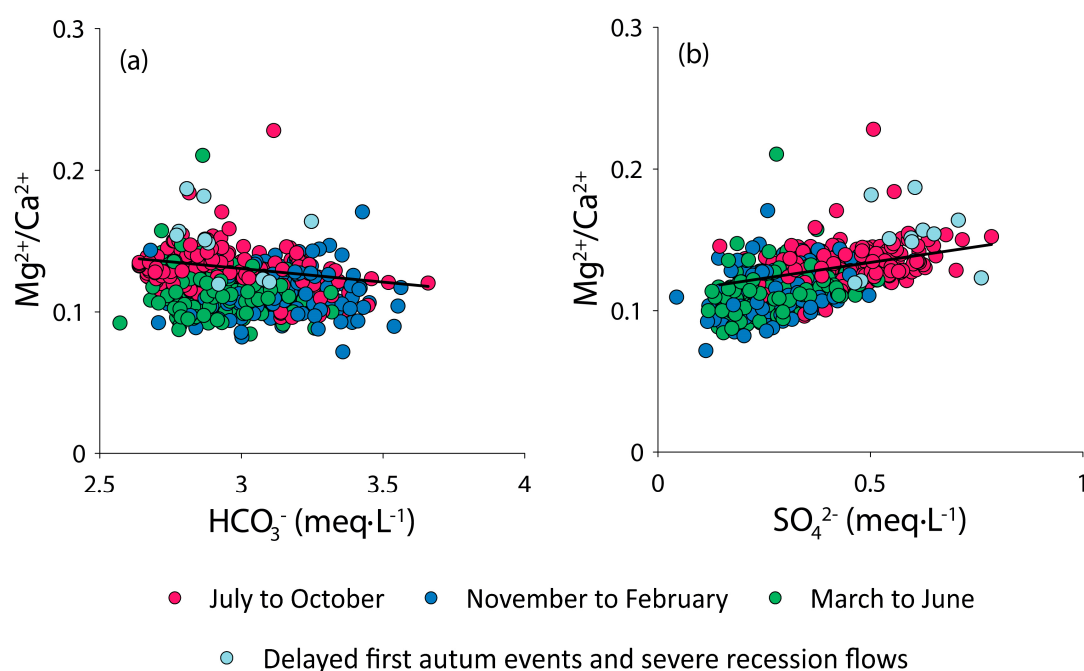 0.3
(a)
0.2
0.1
0
Mg²⁺/Ca²⁺
2.5 3 3.5 4
HCO₃⁻ (meq·L⁻¹)
0.3
(b)
0.2
0.1
0
Mg²⁺/Ca²⁺
0 0.5 1
SO₄²⁻ (meq·L⁻¹)
July to October November to February March to June
Delayed first autum events and severe recession flows